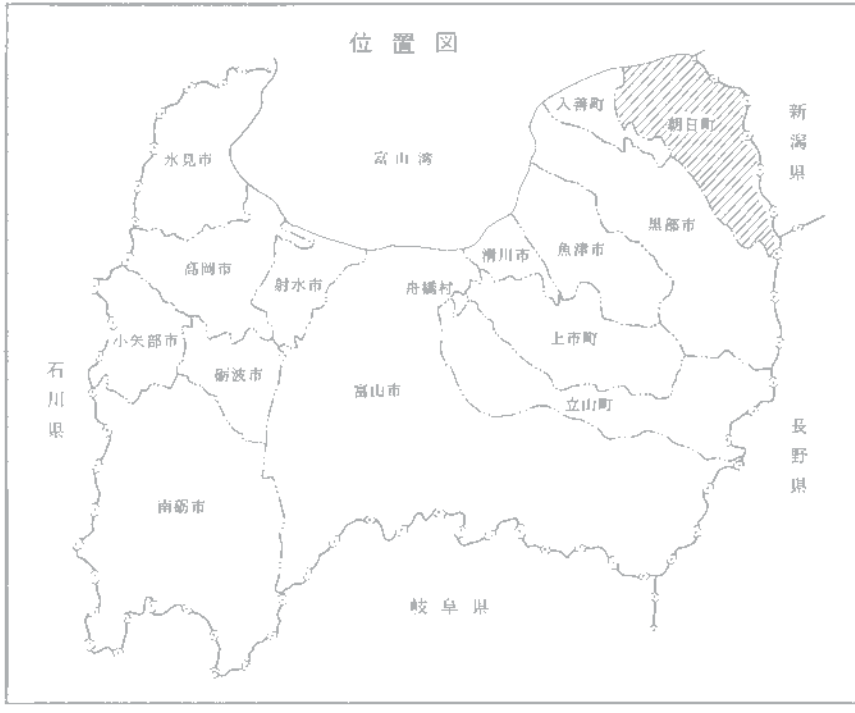 位置図
入善町
朝日町
新潟県
氷見市
富山湾
黒部市
滑川市
魚津市
高岡市
射水市
舟橋村
小矢部市
上市町
砺波市
石川県
富山市
立山町
長野県
南砺市
岐阜県